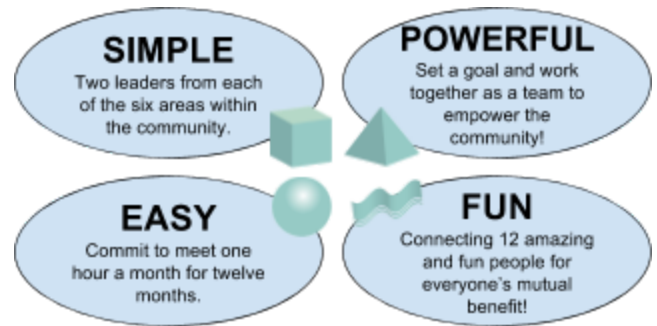 SIMPLE
Two leaders from each
of the six areas within
the community.
POWERFUL
Set a goal and work
together as a team to
empower the
community!
EASY
Commit to meet one
hour a month for twelve
months.
FUN
Connecting 12 amazing
and fun people for
everyone's mutual
benefit!